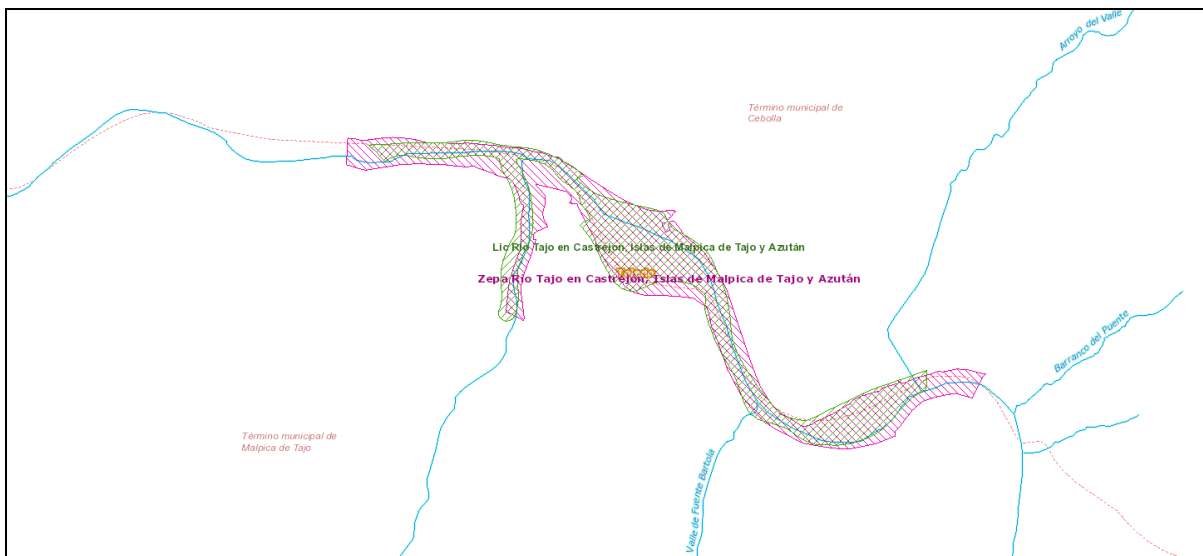 Arroyo del Valle
Término municipal de
Cebolla
Lic Río Tajo en Castrejón, Islas de Malpica de Tajo y Azután
Zepa Río Tajo en Castrejón, Islas de Malpica de Tajo y Azután
Barranco del Puente
Término municipal de
Malpica de Tajo
Valle de Fuente Bartola